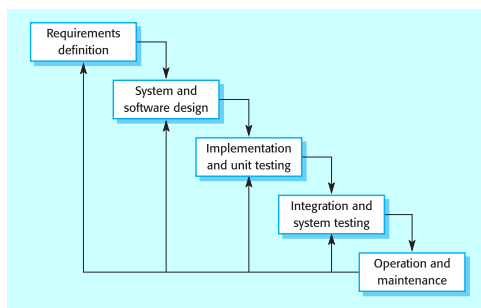 Requirements
definition
System and
software design
Implementation
and unit testing
Integration and
system testing
Operation and
maintenance